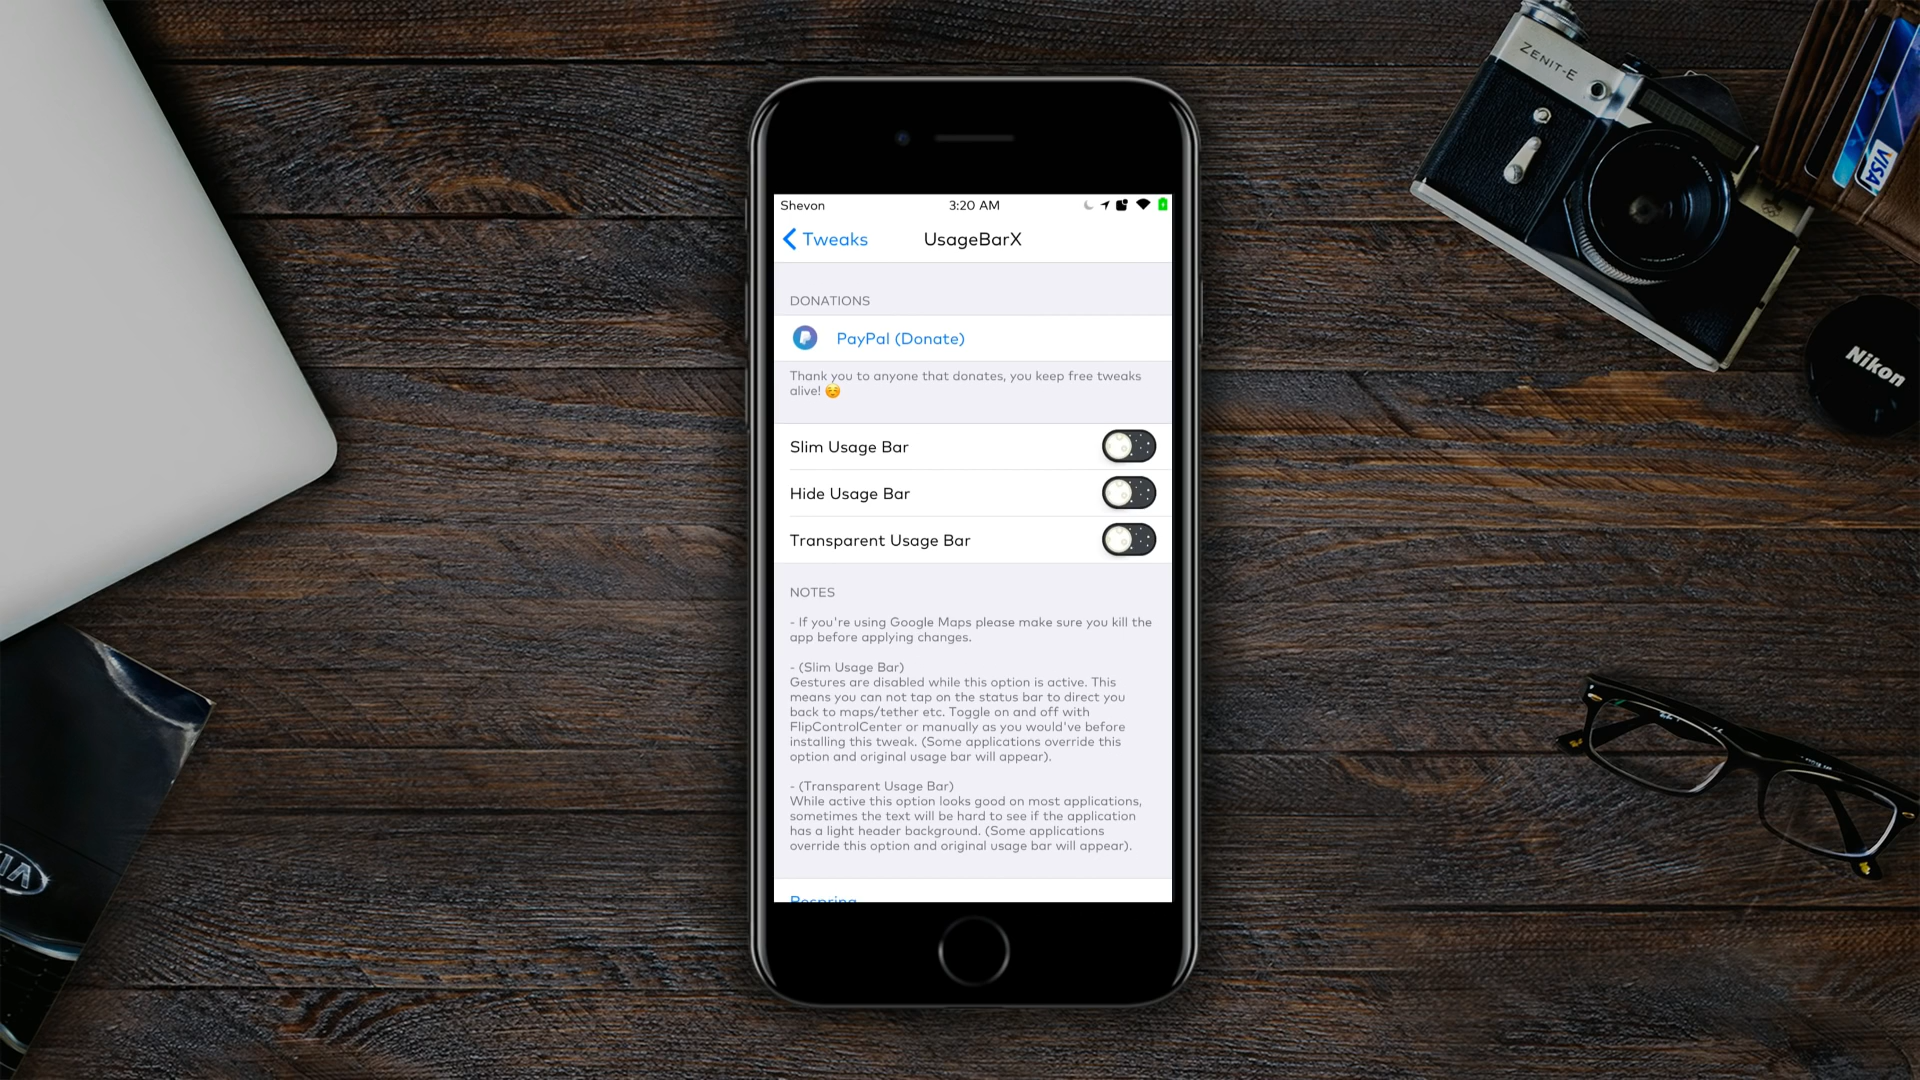 ZENIT-E
VISA
Nikon
Shevon
3:20 AM
Tweaks
UsageBarX
DONATIONS
PayPal (Donate)
Thank you to anyone that donates, you keep free tweaks
alive! ☺️
Slim Usage Bar
Hide Usage Bar
Transparent Usage Bar
NOTES
- If you're using Google Maps please make sure you kill the
app before applying changes.
- (Slim Usage Bar)
Gestures are disabled while this option is active. This
means you can not tap on the status bar to direct you
back to maps/tether etc. Toggle on and off with
FlipControlCenter or manually as you would've before
installing this tweak. (Some applications override this
option and original usage bar will appear).
- (Transparent Usage Bar)
While active this option looks good on most applications,
sometimes the text will be hard to see if the application
has a light header background. (Some applications
override this option and original usage bar will appear).
Respring